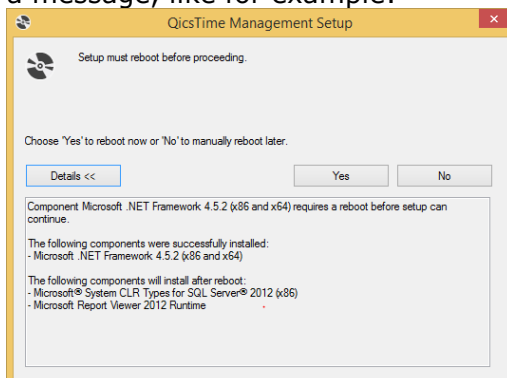 a message, like for example:
QicsTime Management Setup
Setup must reboot before proceeding.
Choose 'Yes' to reboot now or 'No' to manually reboot later.
Details <<
Yes
No
Component Microsoft .NET Framework 4.5.2 (x86 and x64) requires a reboot before setup can
continue.
The following components were successfully installed:
- Microsoft .NET Framework 4.5.2 (x86 and x64)
The following components will install after reboot:
- Microsoft® System CLR Types for SQL Server® 2012 (x86)
- Microsoft Report Viewer 2012 Runtime